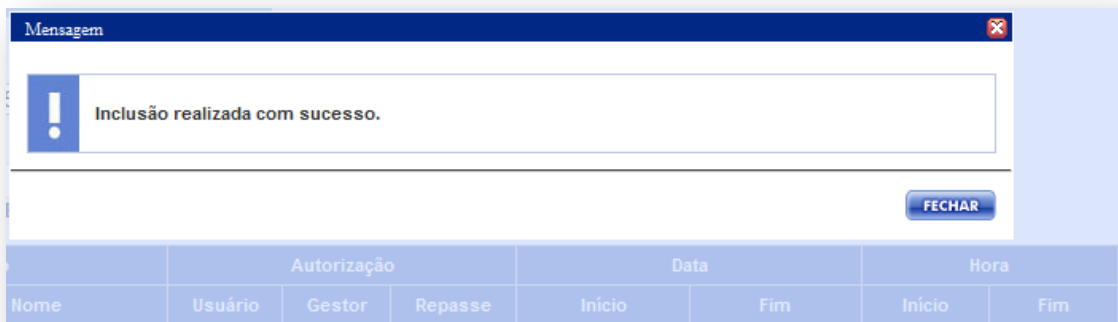 Mensagem
Inclusão realizada com sucesso.
FECHAR
Autorização Data Hora
Nome Usuário Gestor Repasse Início Fim Início Fim